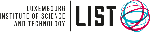 LUXEMBOURG
INSTITUTE OF SCIENCE
AND TECHNOLOGY
LIST